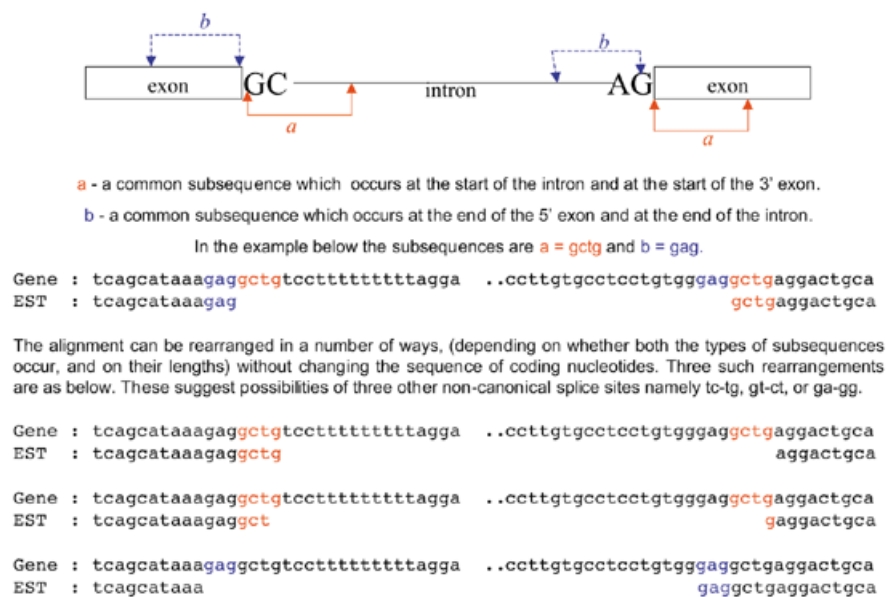 b
b
exon GC intron AG exon
a
a
a - a common subsequence which occurs at the start of the intron and at the start of the 3' exon.
b - a common subsequence which occurs at the end of the 5' exon and at the end of the intron.
In the example below the subsequences are a = gctg and b = gag.
Gene : tcagcataaagaggctgtccttttttttttagga ..ccttgtgcctcctgtgggaggctgaggactgca
EST : tcagcataaagag gctgaggactgca
The alignment can be rearranged in a number of ways, (depending on whether both the types of subsequences
occur, and on their lengths) without changing the sequence of coding nucleotides. Three such rearrangements
are as below. These suggest possibilities of three other non-canonical splice sites namely tc-tg, gt-ct, or ga-gg.
Gene : tcagcataaagaggctgtccttttttttttagga ..ccttgtgcctcctgtgggaggctgaggactgca
EST : tcagcataaagaggctg aggactgca
Gene : tcagcataaagaggctgtccttttttttttagga ..ccttgtgcctcctgtgggaggctgaggactgca
EST : tcagcataaagaggct gaggactgca
Gene : tcagcataaagaggctgtccttttttttttagga ..ccttgtgcctcctgtgggaggctgaggactgca
EST : tcagcataaa gaggctgaggactgca